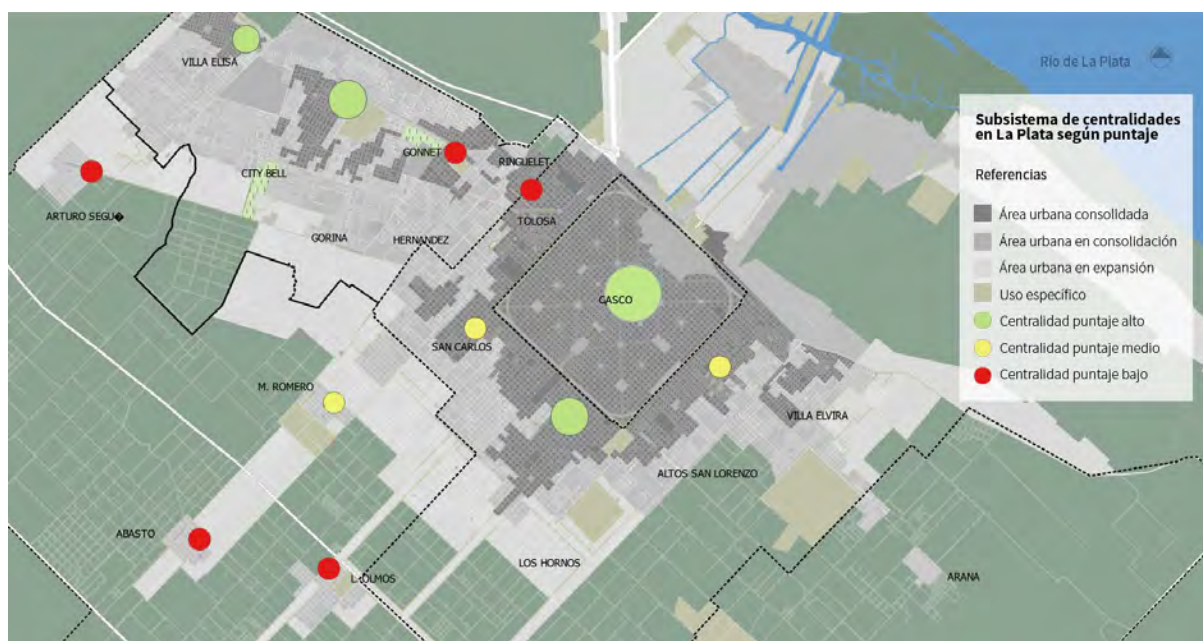 VILLA ELISA
Río de La Plata
Subsistema de centralidades
en La Plata según puntaje
Referencias
Área urbana consolidada
Área urbana en consolidación
Área urbana en expansión
Uso específico
Centralidad puntaje alto
Centralidad puntaje medio
Centralidad puntaje bajo
GONNET
RINGUELET
CITY BELL
ARTURO SEGU�
TOLOSA
GORINA
HERNANDEZ
CASCO
SAN CARLOS
M. ROMERO
VILLA ELVIRA
ALTOS SAN LORENZO
ABASTO
LOS HORNOS
L. OLMOS
ARANA